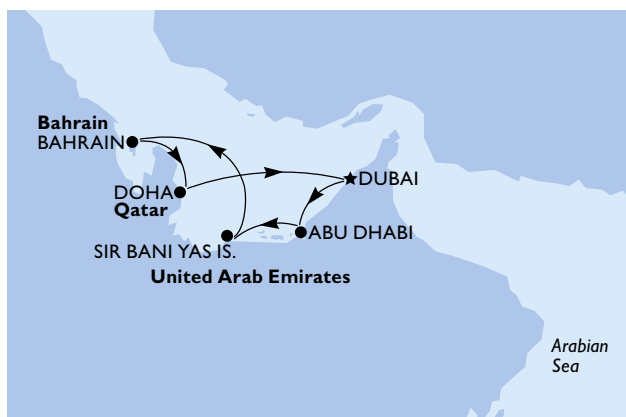 Bahrain
BAHRAIN
DOHA
Qatar
DUBAI
ABU DHABI
SIR BANI YAS IS.
United Arab Emirates
Arabian
Sea